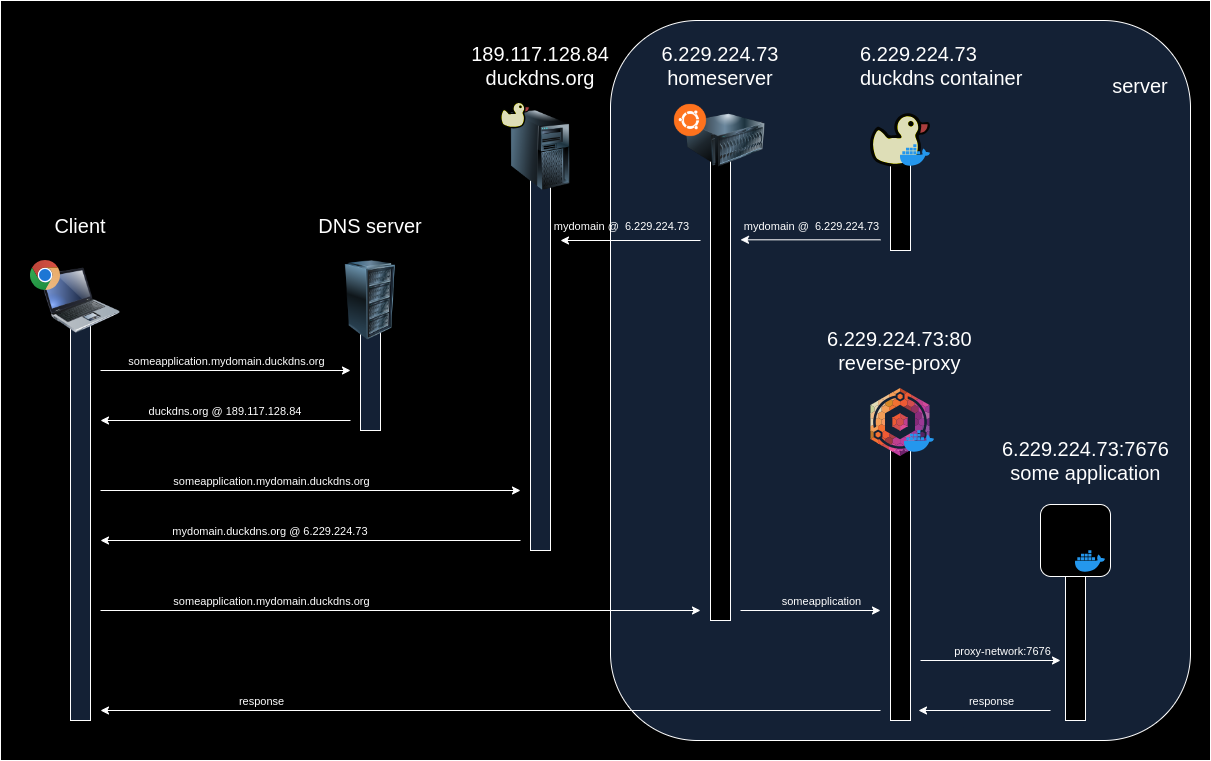 189.117.128.84
duckdns.org
6.229.224.73
homeserver
6.229.224.73
duckdns container
server
Client
DNS server
mydomain @  6.229.224.73
mydomain @  6.229.224.73
6.229.224.73:80
reverse-proxy
someapplication.mydomain.duckdns.org
duckdns.org @ 189.117.128.84
6.229.224.73:7676
some application
someapplication.mydomain.duckdns.org
mydomain.duckdns.org @ 6.229.224.73
someapplication.mydomain.duckdns.org
someapplication
proxy-network:7676
response
response